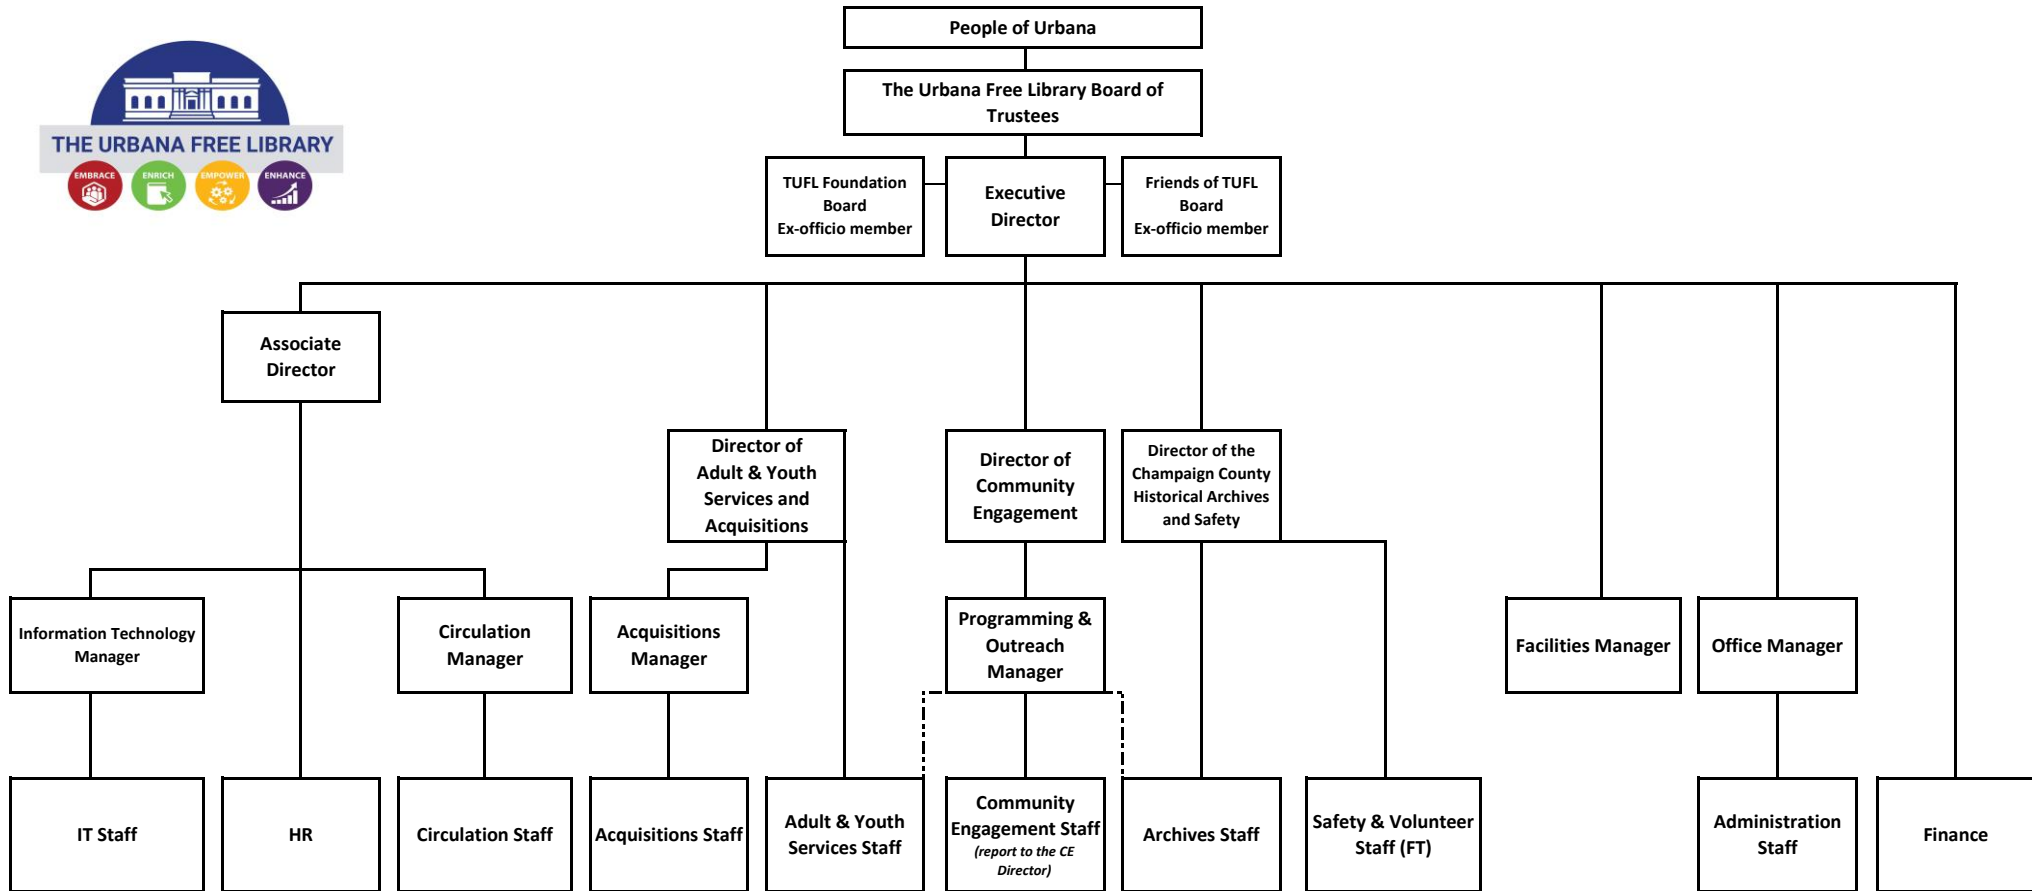 People of Urbana
The Urbana Free Library Board of
Trustees
THE URBANA FREE LIBRARY
EMBRACE
ENRICH
EMPOWER
ENHANCE
TUFL Foundation
Board
Ex-officio member
Executive
Director
Friends of TUFL
Board
Ex-officio member
Associate
Director
Director of
Adult & Youth
Services and
Acquisitions
Director of
Community
Engagement
Director of the
Champaign County
Historical Archives
and Safety
Information Technology
Manager
Circulation
Manager
Acquisitions
Manager
Programming &
Outreach
Manager
Facilities Manager
Office Manager
IT Staff
HR
Circulation Staff
Acquisitions Staff
Adult & Youth
Services Staff
Community
Engagement Staff
(report to the CE
Director)
Archives Staff
Safety & Volunteer
Staff (FT)
Administration
Staff
Finance